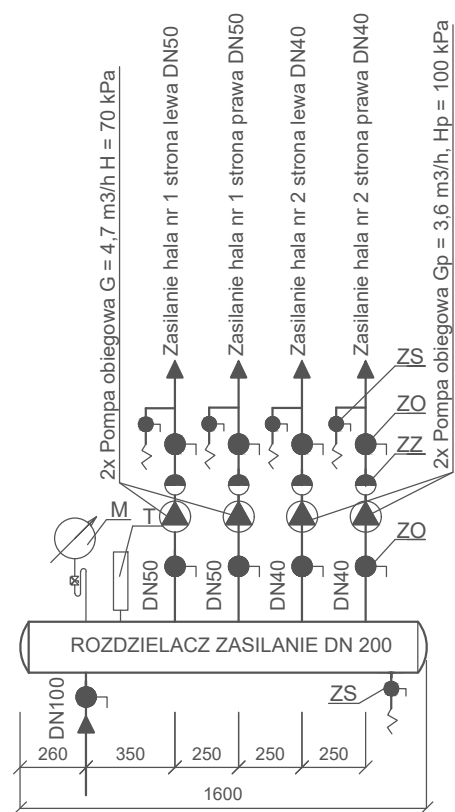 2x Pompa obiegowa G = 4,7 m3/h H = 70 kPa
Zasilanie hala nr 1 strona lewa DN50
Zasilanie hala nr 1 strona prawa DN50
Zasilanie hala nr 2 strona lewa DN40
Zasilanie hala nr 2 strona prawa DN40
2x Pompa obiegowa Gp = 3,6 m3/h, Hp = 100 kPa
ZS
ZO
ZZ
M
T
ZO
DN50
DN50
DN40
DN40
ROZDZIELACZ ZASILANIE DN 200
DN100
ZS
260
350
250
250
250
1600